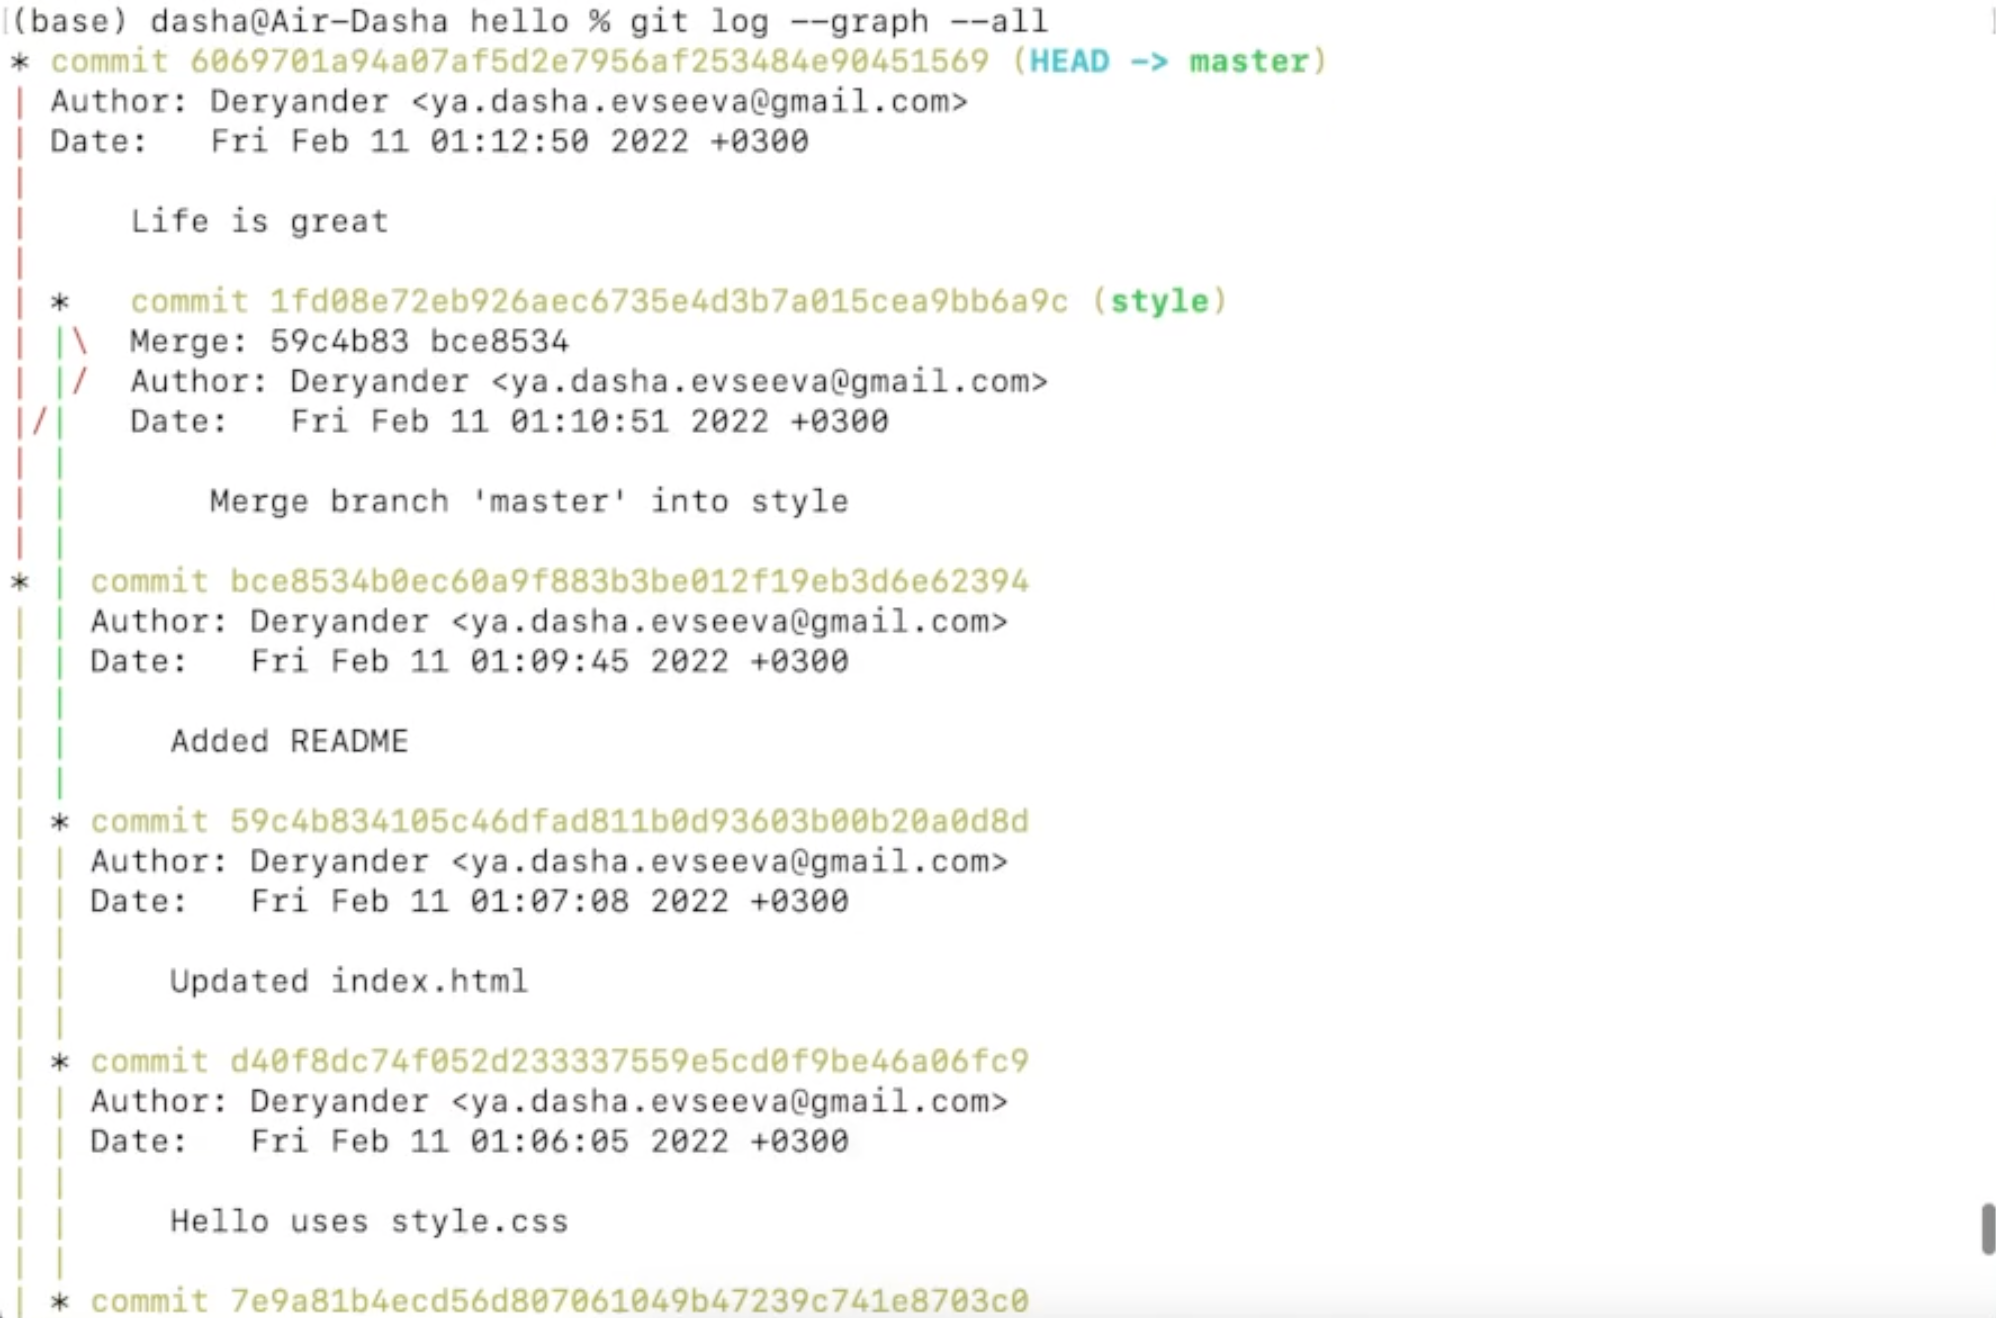 (base) dasha@Air-Dasha hello % git log --graph --all
* commit 6069701a94a07af5d2e7956af253484e90451569 (HEAD -> master)
| Author: Deryander <ya.dasha.evseeva@gmail.com>
| Date:   Fri Feb 11 01:12:50 2022 +0300
|
|     Life is great
|
| *   commit 1fd08e72eb926aec6735e4d3b7a015cea9bb6a9c (style)
| |\  Merge: 59c4b83 bce8534
| |/  Author: Deryander <ya.dasha.evseeva@gmail.com>
|/|   Date:   Fri Feb 11 01:10:51 2022 +0300
| |
| |       Merge branch 'master' into style
| |
* | commit bce8534b0ec60a9f883b3be012f19eb3d6e62394
| | Author: Deryander <ya.dasha.evseeva@gmail.com>
| | Date:   Fri Feb 11 01:09:45 2022 +0300
| |
| |     Added README
| |
| * commit 59c4b834105c46dfad811b0d93603b00b20a0d8d
| | Author: Deryander <ya.dasha.evseeva@gmail.com>
| | Date:   Fri Feb 11 01:07:08 2022 +0300
| |
| |     Updated index.html
| |
| * commit d40f8dc74f052d233337559e5cd0f9be46a06fc9
| | Author: Deryander <ya.dasha.evseeva@gmail.com>
| | Date:   Fri Feb 11 01:06:05 2022 +0300
| |
| |     Hello uses style.css
| |
| * commit 7e9a81b4ecd56d807061049b47239c741e8703c0